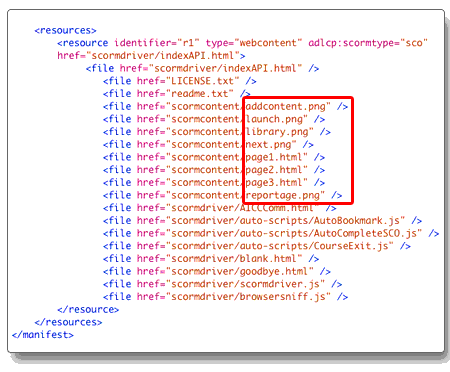 <resources>
<resource identifier="r1" type="webcontent" adlcp:scormtype="sco"
href="scormdriver/indexAPI.html">
<file href="scormdriver/indexAPI.html" />
<file href="LICENSE.txt" />
<file href="readme.txt" />
<file href="scormcontent/addcontent.png" />
<file href="scormcontent/launch.png" />
<file href="scormcontent/library.png" />
<file href="scormcontent/next.png" />
<file href="scormcontent/page1.html" />
<file href="scormcontent/page2.html" />
<file href="scormcontent/page3.html" />
<file href="scormcontent/reportage.png" />
<file href="scormdriver/AICCComm.html" />
<file href="scormdriver/auto-scripts/AutoBookmark.js" />
<file href="scormdriver/auto-scripts/AutoCompleteSCO.js" />
<file href="scormdriver/auto-scripts/CourseExit.js" />
<file href="scormdriver/blank.html" />
<file href="scormdriver/goodbye.html" />
<file href="scormdriver/scormdriver.js" />
<file href="scormdriver/browsersniff.js" />
</resource>
</resources>
</manifest>